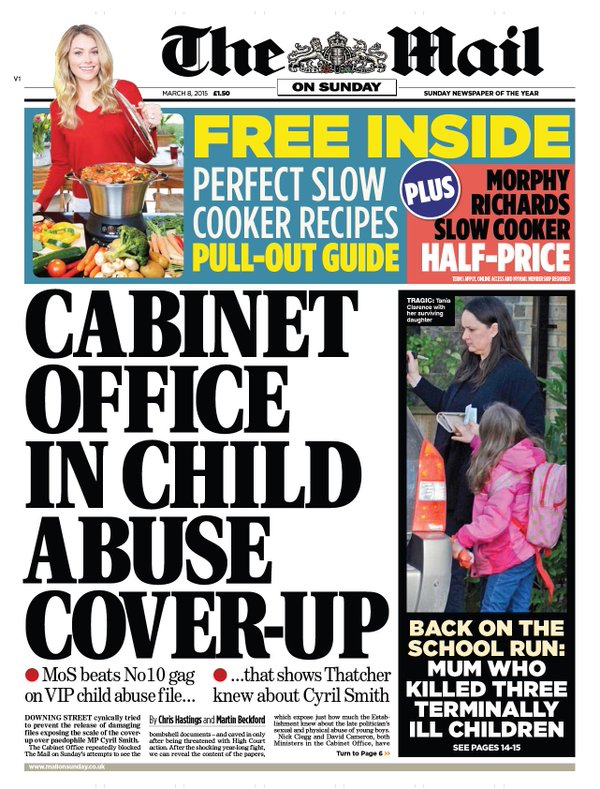 V1
The Mail
ON SUNDAY
MARCH 8, 2015 £1.50
SUNDAY NEWSPAPER OF THE YEAR
FREE INSIDE
PERFECT SLOW
COOKER RECIPES
PULL-OUT GUIDE
PLUS
MORPHY
RICHARDS
SLOW COOKER
HALF-PRICE
TERMS APPLY. ONLINE ACCESS AND MYMAIL MEMBERSHIP REQUIRED
CABINET
OFFICE
IN CHILD
ABUSE
COVER-UP
● MoS beats No10 gag
on VIP child abuse file...
● ...that shows Thatcher
knew about Cyril Smith
DOWNING STREET cynically tried
to prevent the release of damaging
files exposing the scale of the cover-
up over paedophile MP Cyril Smith.
The Cabinet Office repeatedly blocked
The Mail on Sunday's attempts to see the
By Chris Hastings and Martin Beckford
bombshell documents – and caved in only
after being threatened with High Court
action. After the shocking year-long fight,
we can reveal the content of the papers,
which expose just how much the Estab-
lishment knew about the late politician's
sexual and physical abuse of young boys.
Nick Clegg and David Cameron, both
Ministers in the Cabinet Office, have
Turn to Page 6 >>
TRAGIC: Tania
Clarence with
her surviving
daughter
BACK ON THE
SCHOOL RUN:
MUM WHO
KILLED THREE
TERMINALLY
ILL CHILDREN
SEE PAGES 14-15
www.mailonsunday.co.uk